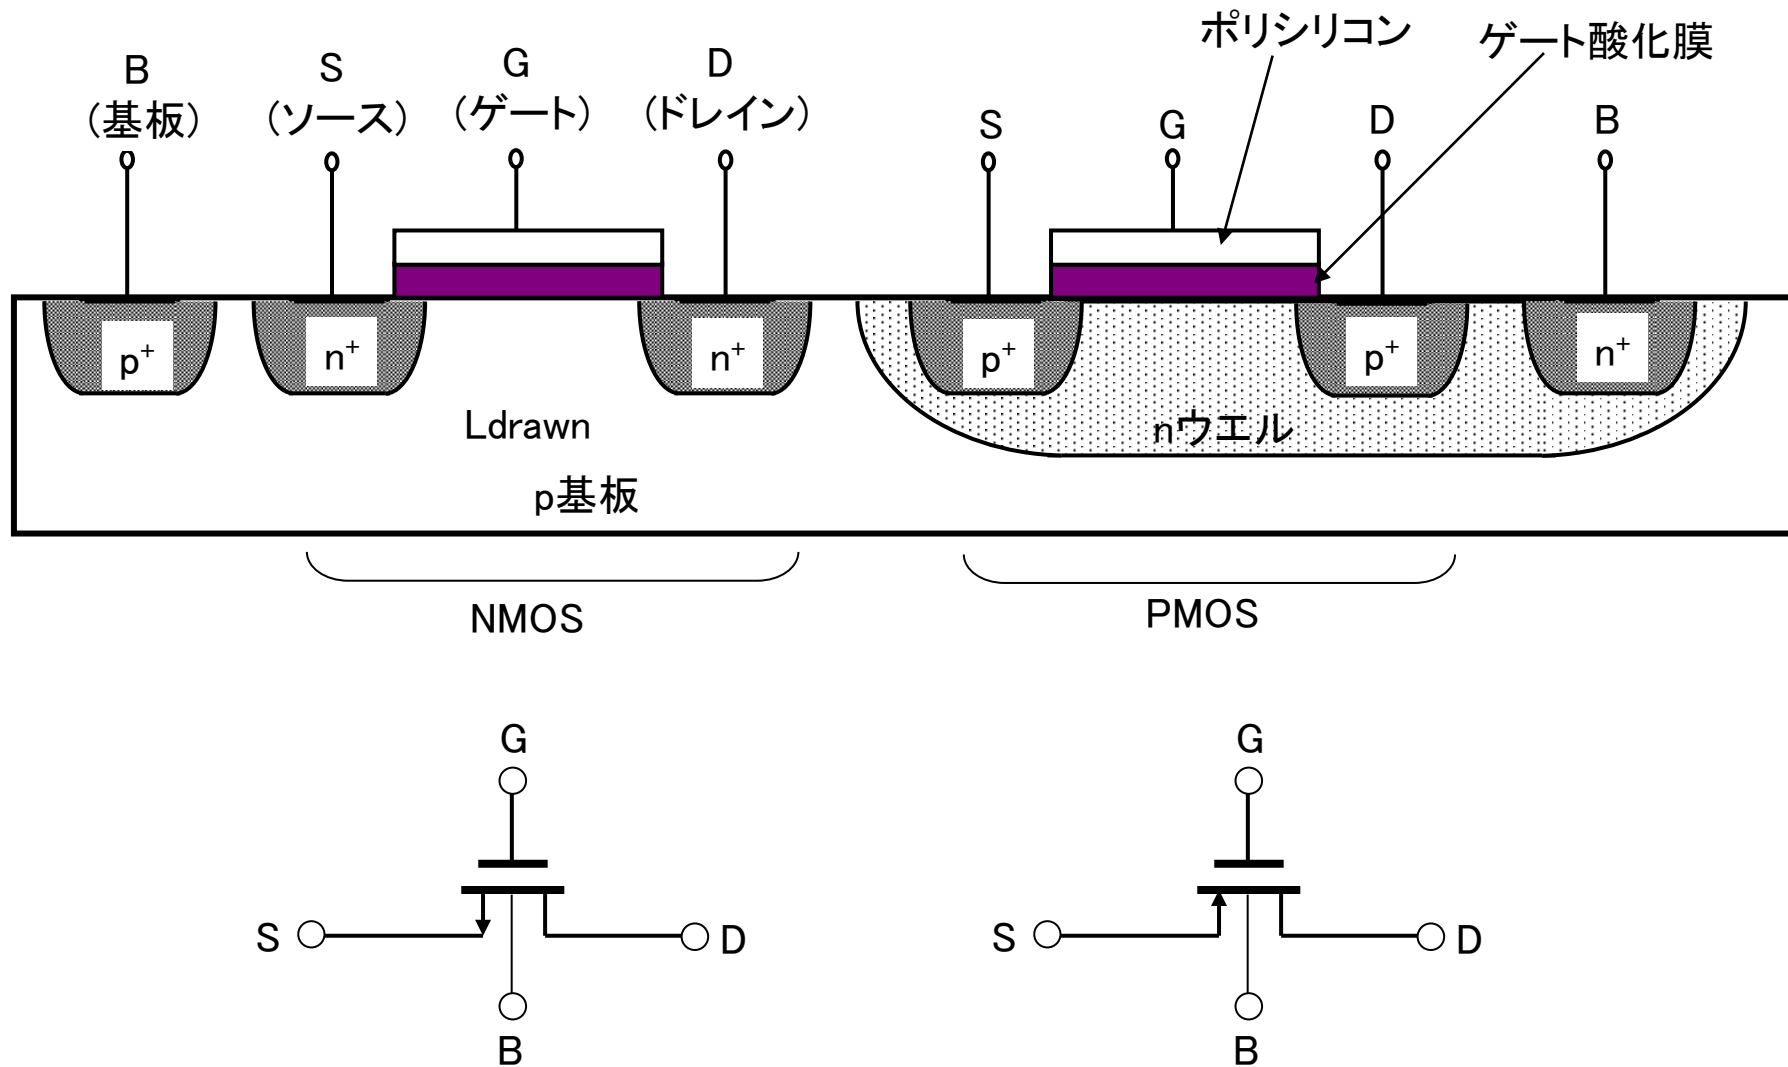 ポリシリコン
ゲート酸化膜
B
(基板)
S
(ソース)
G
(ゲート)
D
(ドレイン)
S
G
D
B
p+
n+
n+
p+
p+
n+
Ldrawn
nウエル
p基板
NMOS
PMOS
G
G
S
D
S
D
B
B